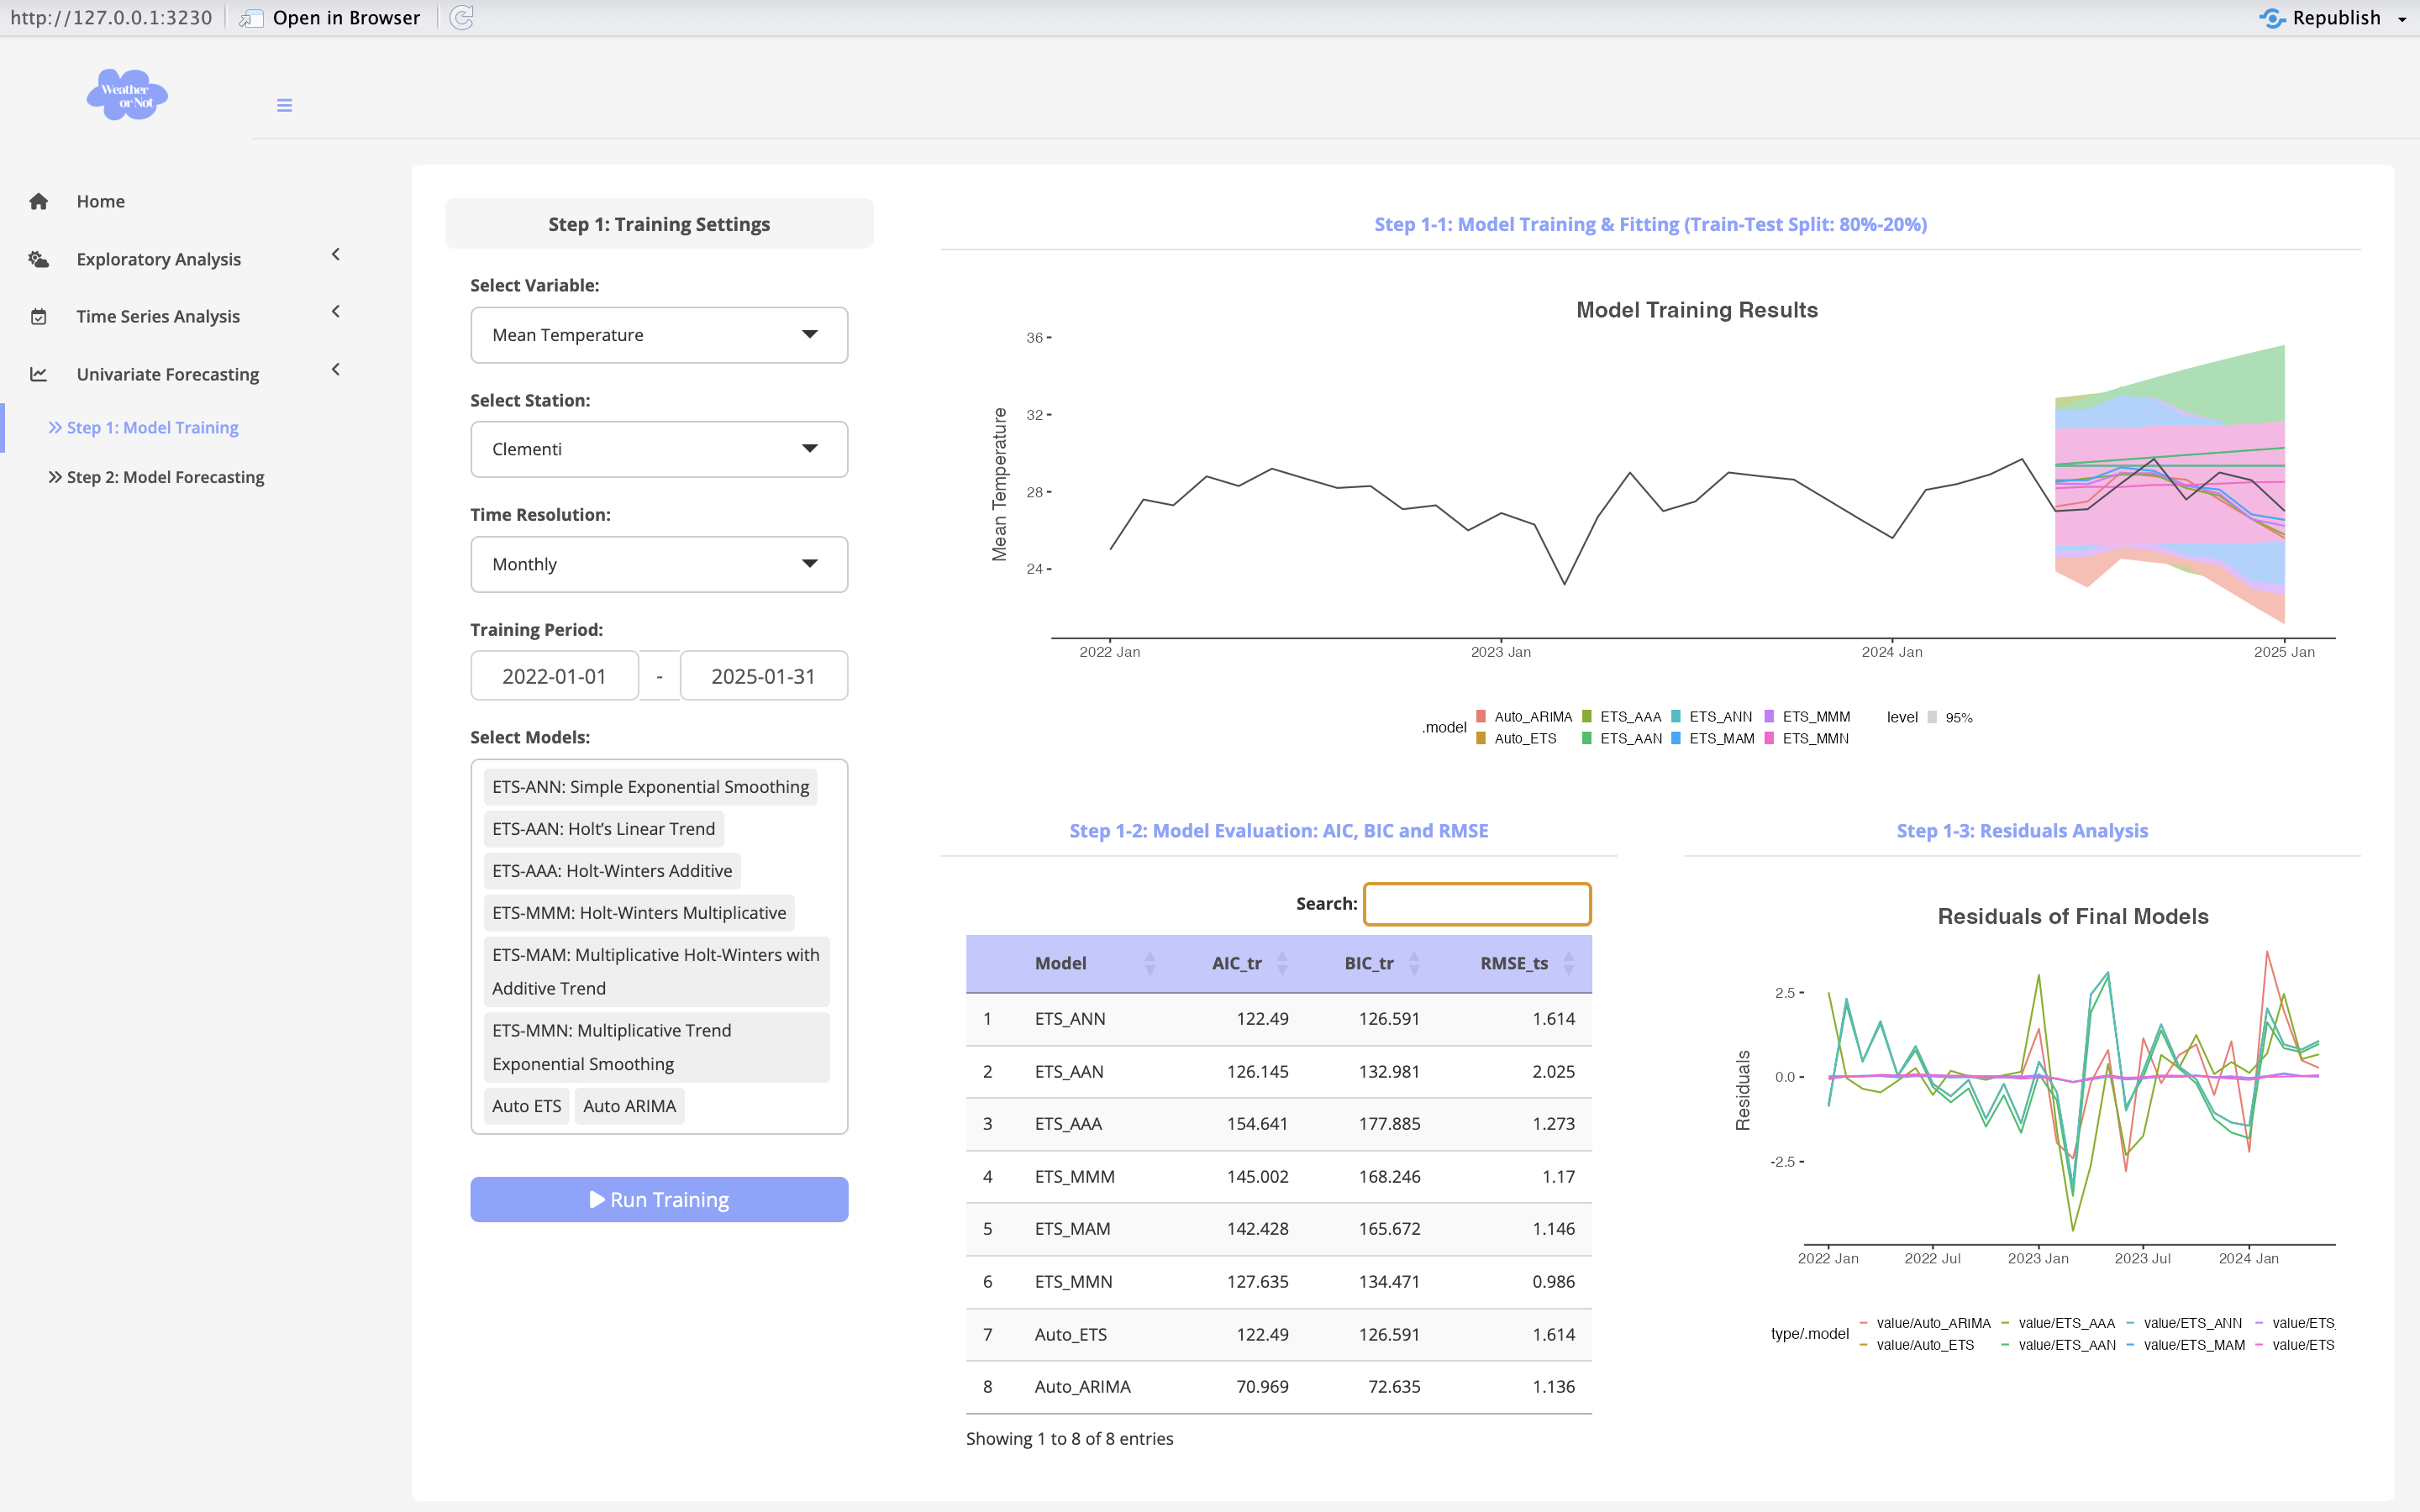 http://127.0.0.1:3230 Open in Browser Republish
Weather
or Not
Home
Exploratory Analysis
Time Series Analysis
Univariate Forecasting
Step 1: Model Training
Step 2: Model Forecasting
Step 1: Training Settings
Select Variable:
Mean Temperature
Select Station:
Clementi
Time Resolution:
Monthly
Training Period:
2022-01-01 - 2025-01-31
Select Models:
ETS-ANN: Simple Exponential Smoothing
ETS-AAN: Holt’s Linear Trend
ETS-AAA: Holt-Winters Additive
ETS-MMM: Holt-Winters Multiplicative
ETS-MAM: Multiplicative Holt-Winters with
Additive Trend
ETS-MMN: Multiplicative Trend
Exponential Smoothing
Auto ETS Auto ARIMA
Run Training
Step 1-1: Model Training & Fitting (Train-Test Split: 80%-20%)
Model Training Results
Mean Temperature
36
32
28
24
2022 Jan 2023 Jan 2024 Jan 2025 Jan
.model
Auto_ARIMA ETS_AAA ETS_ANN ETS_MMM
Auto_ETS ETS_AAN ETS_MAM ETS_MMN
level 95%
Step 1-2: Model Evaluation: AIC, BIC and RMSE
Search:
Model AIC_tr BIC_tr RMSE_ts
1 ETS_ANN 122.49 126.591 1.614
2 ETS_AAN 126.145 132.981 2.025
3 ETS_AAA 154.641 177.885 1.273
4 ETS_MMM 145.002 168.246 1.17
5 ETS_MAM 142.428 165.672 1.146
6 ETS_MMN 127.635 134.471 0.986
7 Auto_ETS 122.49 126.591 1.614
8 Auto_ARIMA 70.969 72.635 1.136
Showing 1 to 8 of 8 entries
Step 1-3: Residuals Analysis
Residuals of Final Models
Residuals
2.5
0.0
-2.5
2022 Jan 2022 Jul 2023 Jan 2023 Jul 2024 Jan
type/.model
value/Auto_ARIMA value/ETS_AAA value/ETS_ANN value/ETS_
value/Auto_ETS value/ETS_AAN value/ETS_MAM value/ETS